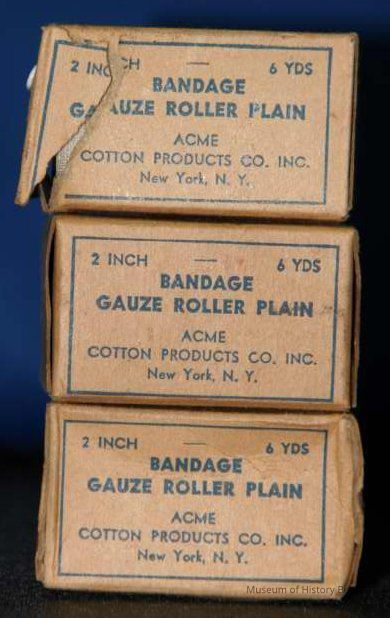 2 INCH — 6 YDS
BANDAGE
GAUZE ROLLER PLAIN
ACME
COTTON PRODUCTS CO. INC.
New York, N. Y.
2 INCH — 6 YDS
BANDAGE
GAUZE ROLLER PLAIN
ACME
COTTON PRODUCTS CO. INC.
New York, N. Y.
2 INCH — 6 YDS
BANDAGE
GAUZE ROLLER PLAIN
ACME
COTTON PRODUCTS CO. INC.
New York, N. Y.
Museum of History